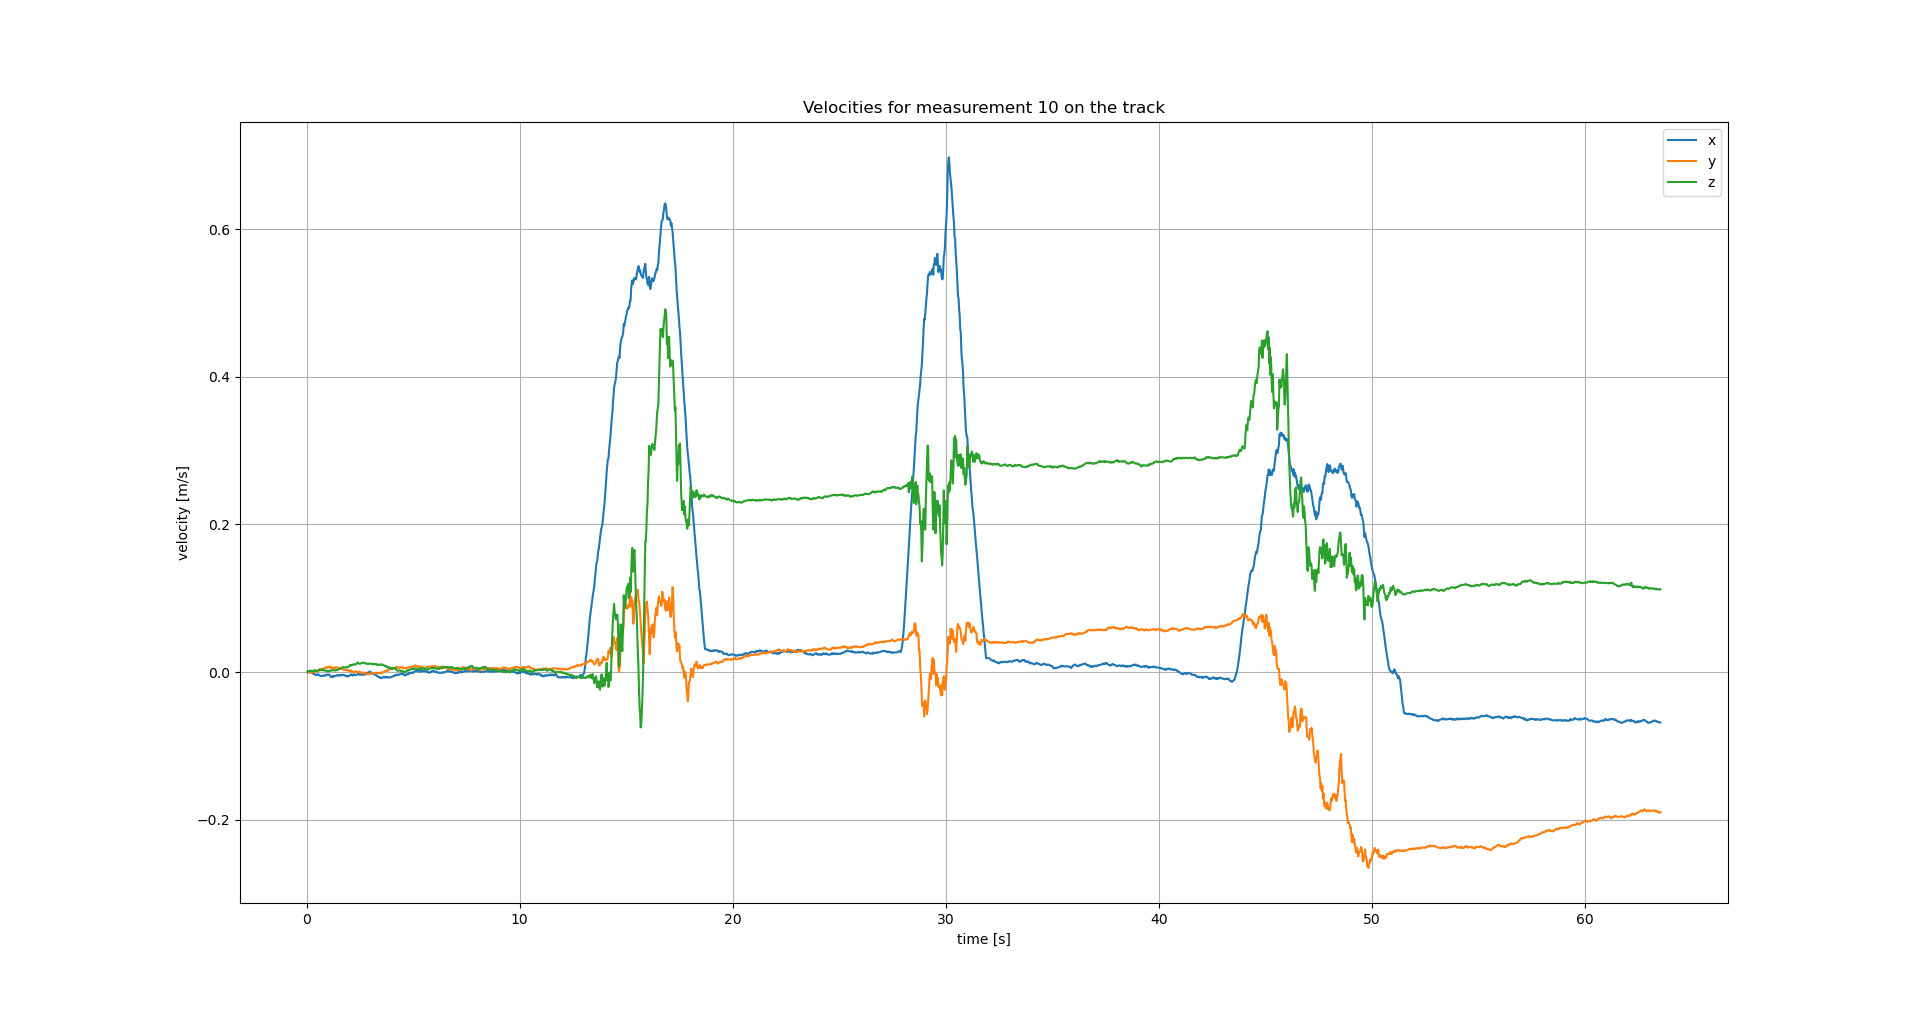 Velocities for measurement 10 on the track
x
y
z
velocity [m/s]
0.6
0.4
0.2
0.0
−0.2
0 10 20 30 40 50 60
time [s]